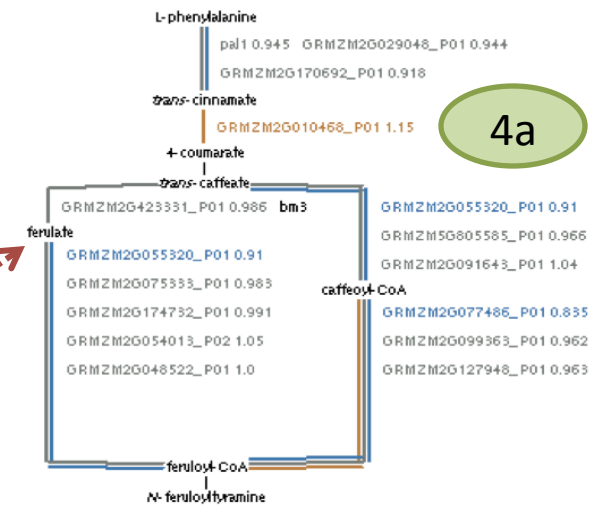 L-phenylalanine
pal1 0.945 GRMZM2G029048_P01 0.944
GRMZM2G170692_P01 0.918
trans-cinnamate
GRMZM2G010468_P01 1.15
4a
4-coumarate
trans-caffeate
GRMZM2G423331_P01 0.986 bm3
GRMZM2G055320_P01 0.91
ferulate
GRMZM5G805585_P01 0.966
GRMZM2G055320_P01 0.91
GRMZM2G091643_P01 1.04
GRMZM2G075333_P01 0.983
caffeoyl-CoA
GRMZM2G174732_P01 0.991
GRMZM2G077486_P01 0.835
GRMZM2G054013_P02 1.05
GRMZM2G099363_P01 0.962
GRMZM2G048522_P01 1.0
GRMZM2G127948_P01 0.963
feruloyl-CoA
N-feruloyltyramine